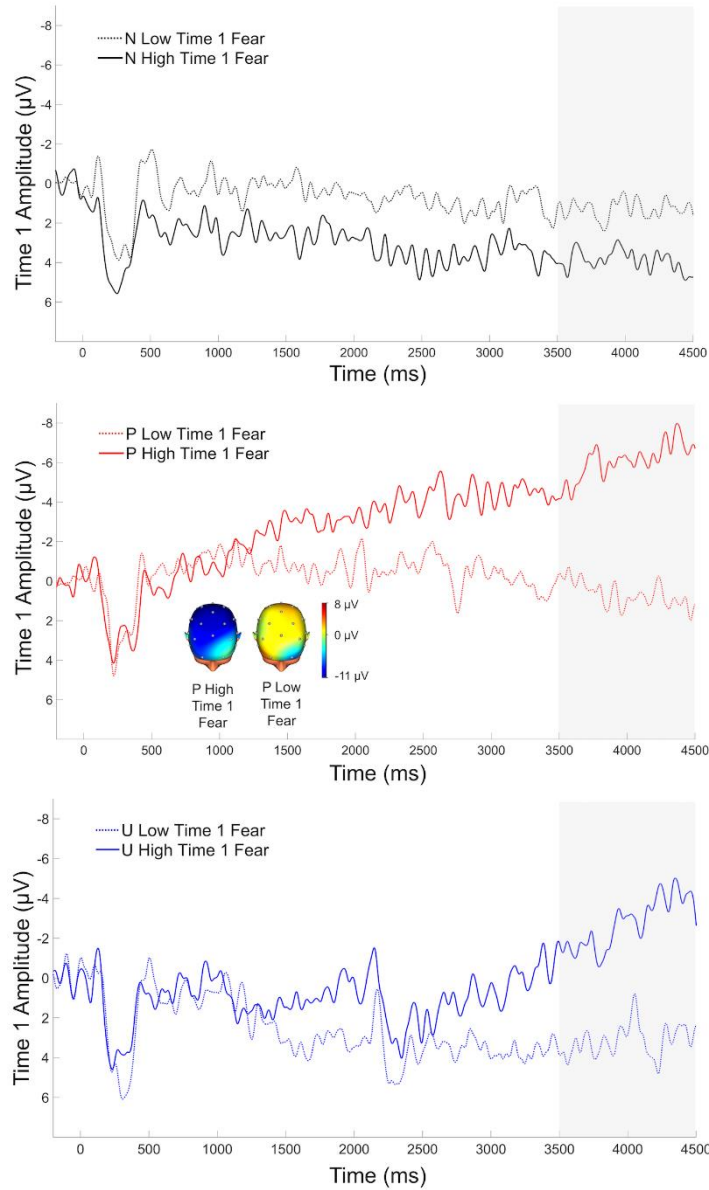 -8
-6
-4
-2
0
2
4
6
Time 1 Amplitude (µV)
N Low Time 1 Fear
N High Time 1 Fear
0 500 1000 1500 2000 2500 3000 3500 4000 4500
Time (ms)
-8
-6
-4
-2
0
2
4
6
Time 1 Amplitude (µV)
P Low Time 1 Fear
P High Time 1 Fear
8 µV
0 µV
-11 µV
P High
Time 1
Fear
P Low
Time 1
Fear
0 500 1000 1500 2000 2500 3000 3500 4000 4500
Time (ms)
-8
-6
-4
-2
0
2
4
6
Time 1 Amplitude (µV)
U Low Time 1 Fear
U High Time 1 Fear
0 500 1000 1500 2000 2500 3000 3500 4000 4500
Time (ms)